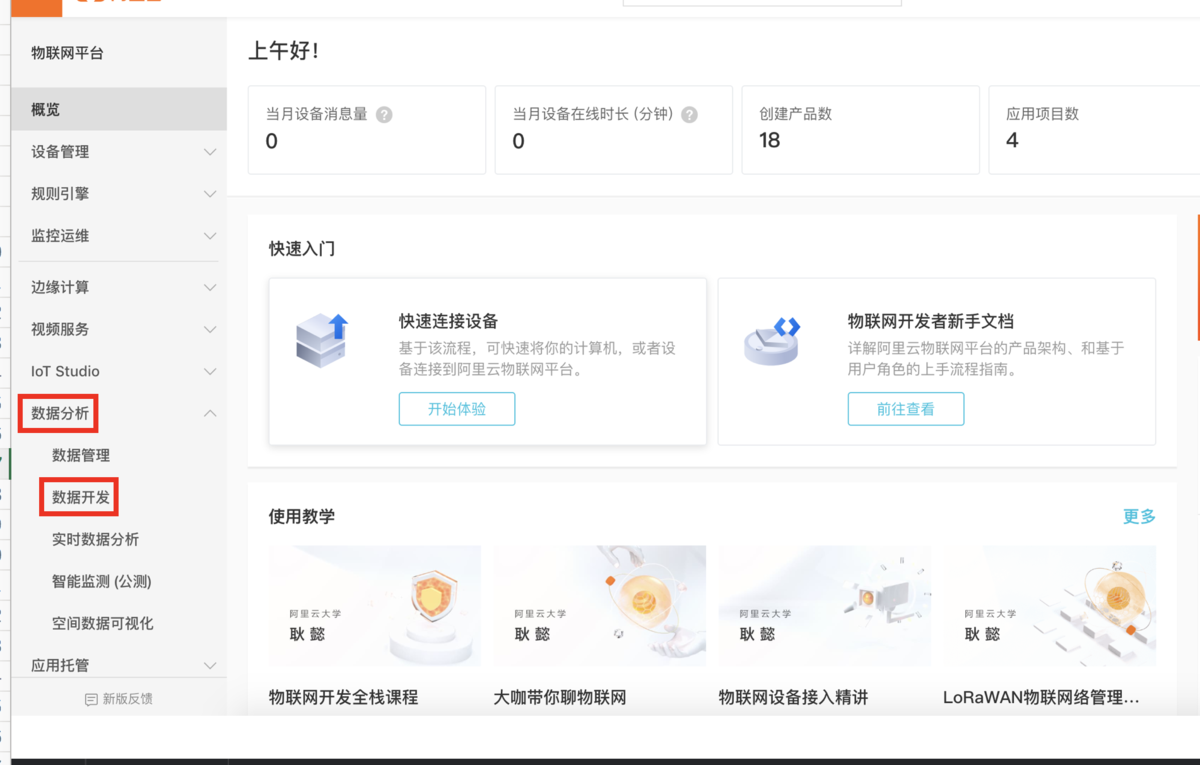 物联网平台
概览
设备管理
规则引擎
监控运维
边缘计算
视频服务
IoT Studio
数据分析
数据管理
数据开发
实时数据分析
智能监测 (公测)
空间数据可视化
应用托管
新版反馈
上午好!
当月设备消息量 ?
0
当月设备在线时长 (分钟) ?
0
创建产品数
18
应用项目数
4
快速入门
快速连接设备
基于该流程，可快速将你的计算机，或者设
备连接到阿里云物联网平台。
开始体验
物联网开发者新手文档
详解阿里云物联网平台的产品架构、和基于
用户角色的上手流程指南。
前往查看
使用教学
更多
阿里云大学
耿 懿
物联网开发全栈课程
阿里云大学
耿 懿
大咖带你聊物联网
阿里云大学
耿 懿
物联网设备接入精讲
阿里云大学
耿 懿
LoRaWAN物联网络管理...